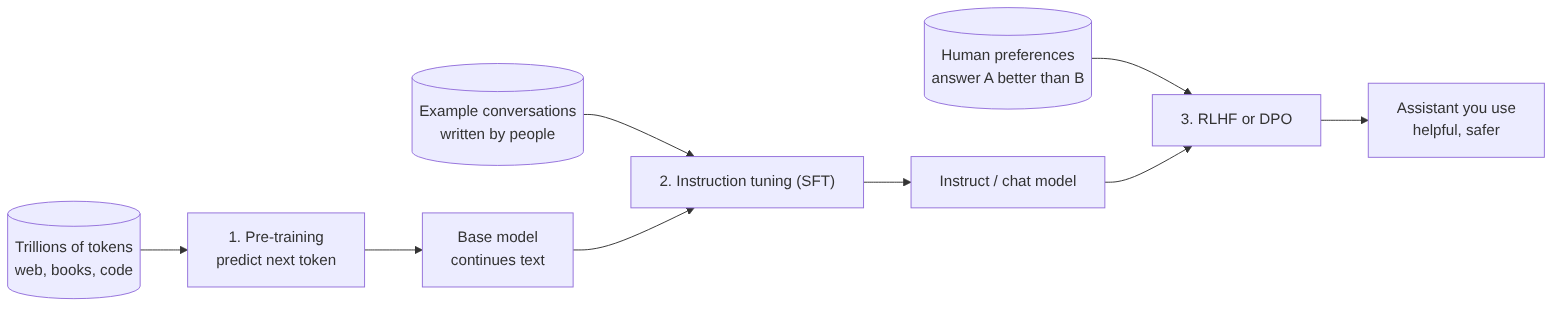 Trillions of tokens
web, books, code
1. Pre-training
predict next token
Base model
continues text
Example conversations
written by people
2. Instruction tuning (SFT)
Instruct / chat model
Human preferences
answer A better than B
3. RLHF or DPO
Assistant you use
helpful, safer